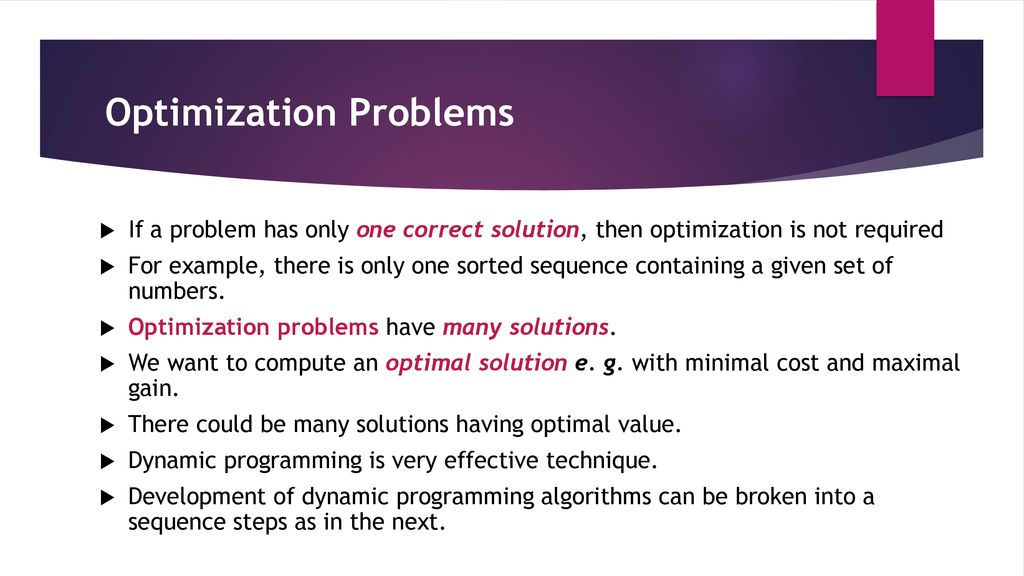 Optimization Problems
If a problem has only one correct solution, then optimization is not required
For example, there is only one sorted sequence containing a given set of
numbers.
Optimization problems have many solutions.
We want to compute an optimal solution e. g. with minimal cost and maximal
gain.
There could be many solutions having optimal value.
Dynamic programming is very effective technique.
Development of dynamic programming algorithms can be broken into a
sequence steps as in the next.